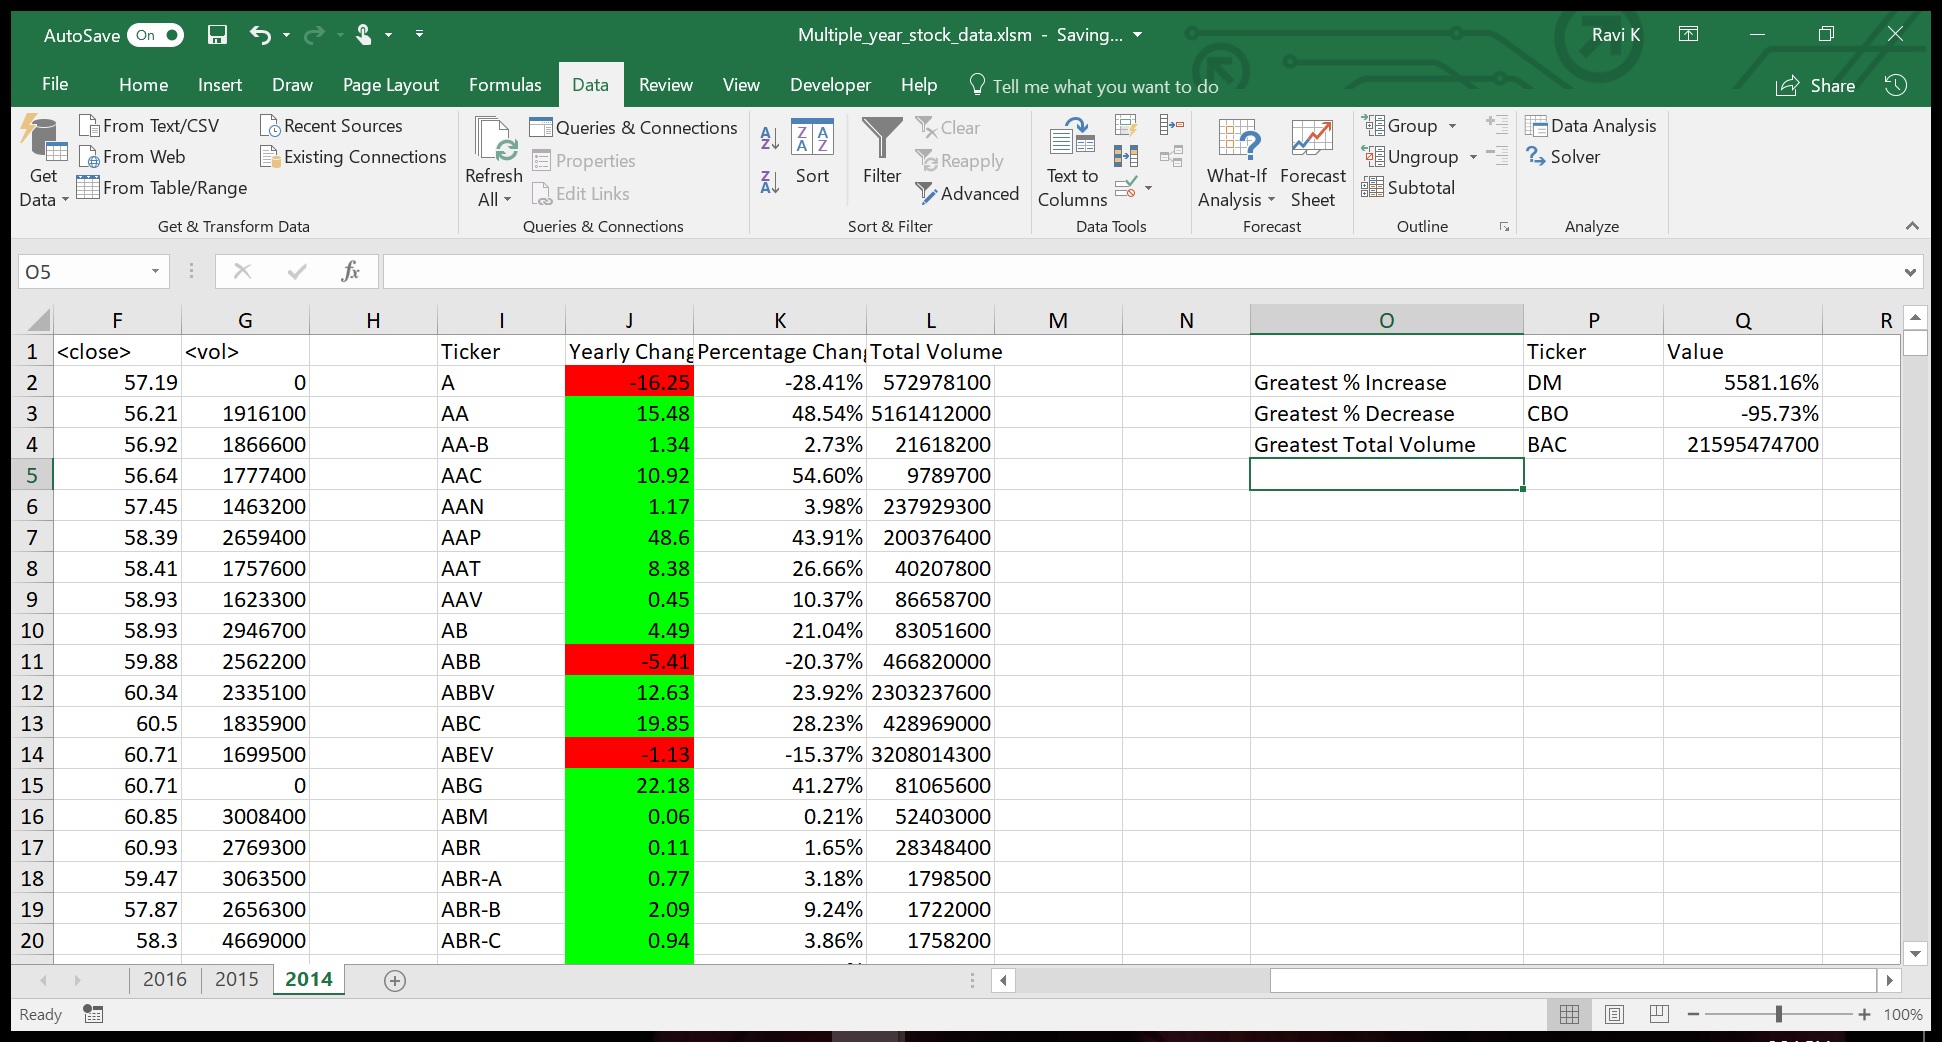 AutoSave On Multiple_year_stock_data.xlsm - Saving... Ravi K
File Home Insert Draw Page Layout Formulas Data Review View Developer Help Tell me what you want to do Share
Get Data
From Text/CSV
From Web
From Table/Range
Recent Sources
Existing Connections
Get & Transform Data
Refresh All
Queries & Connections
Properties
Edit Links
Queries & Connections
Sort
Filter
Clear
Reapply
Advanced
Sort & Filter
Text to Columns
Data Tools
What-If Analysis
Forecast Sheet
Forecast
Group
Ungroup
Subtotal
Outline
Data Analysis
Solver
Analyze
O5 fx
F G H I J K L M N O P Q R
1 <close> <vol> Ticker Yearly Chang Percentage Chan Total Volume Ticker Value
2 57.19 0 A -16.25 -28.41% 572978100 Greatest % Increase DM 5581.16%
3 56.21 1916100 AA 15.48 48.54% 5161412000 Greatest % Decrease CBO -95.73%
4 56.92 1866600 AA-B 1.34 2.73% 21618200 Greatest Total Volume BAC 21595474700
5 56.64 1777400 AAC 10.92 54.60% 9789700
6 57.45 1463200 AAN 1.17 3.98% 237929300
7 58.39 2659400 AAP 48.6 43.91% 200376400
8 58.41 1757600 AAT 8.38 26.66% 40207800
9 58.93 1623300 AAV 0.45 10.37% 86658700
10 58.93 2946700 AB 4.49 21.04% 83051600
11 59.88 2562200 ABB -5.41 -20.37% 466820000
12 60.34 2335100 ABBV 12.63 23.92% 2303237600
13 60.5 1835900 ABC 19.85 28.23% 428969000
14 60.71 1699500 ABEV -1.13 -15.37% 3208014300
15 60.71 0 ABG 22.18 41.27% 81065600
16 60.85 3008400 ABM 0.06 0.21% 52403000
17 60.93 2769300 ABR 0.11 1.65% 28348400
18 59.47 3063500 ABR-A 0.77 3.18% 1798500
19 57.87 2656300 ABR-B 2.09 9.24% 1722000
20 58.3 4669000 ABR-C 0.94 3.86% 1758200
2016 2015 2014
Ready 100%